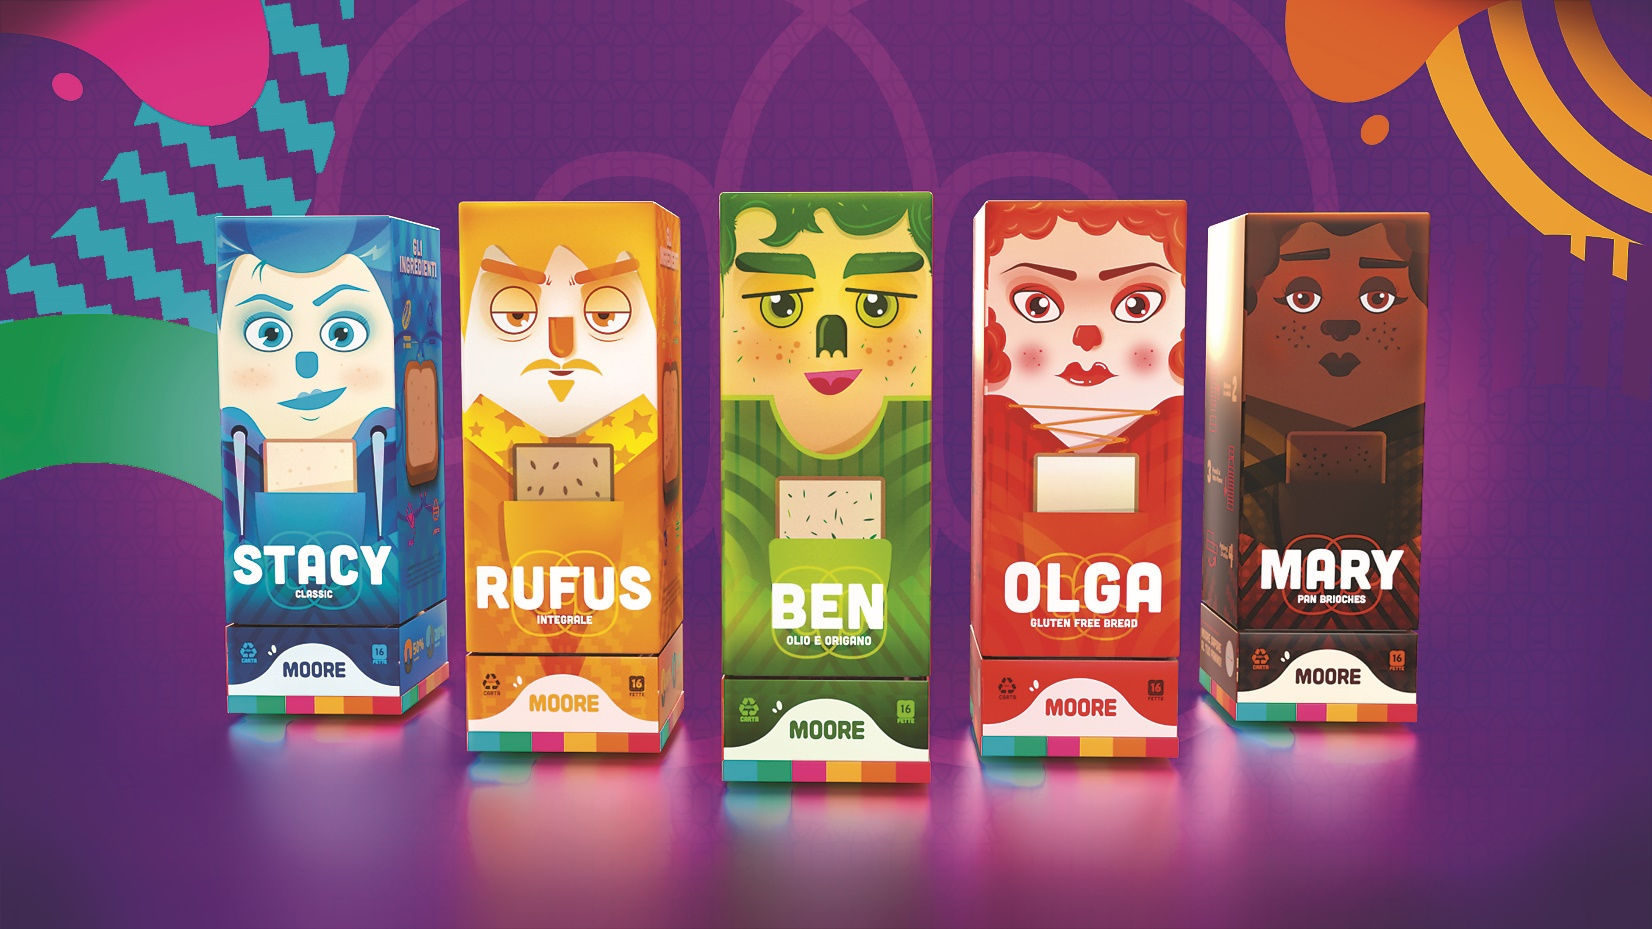 GLI
INGREDIENTI
STACY
CLASSIC
CARTA
16
FETTE
MOORE
50%
RUFUS
INTEGRALE
CARTA
16
FETTE
MOORE
BEN
OLIO E ORIGANO
CARTA
16
FETTE
MOORE
OLGA
GLUTEN FREE BREAD
CARTA
16
FETTE
MOORE
MARY
PAN BRIOCHES
CARTA
16
FETTE
MOORE